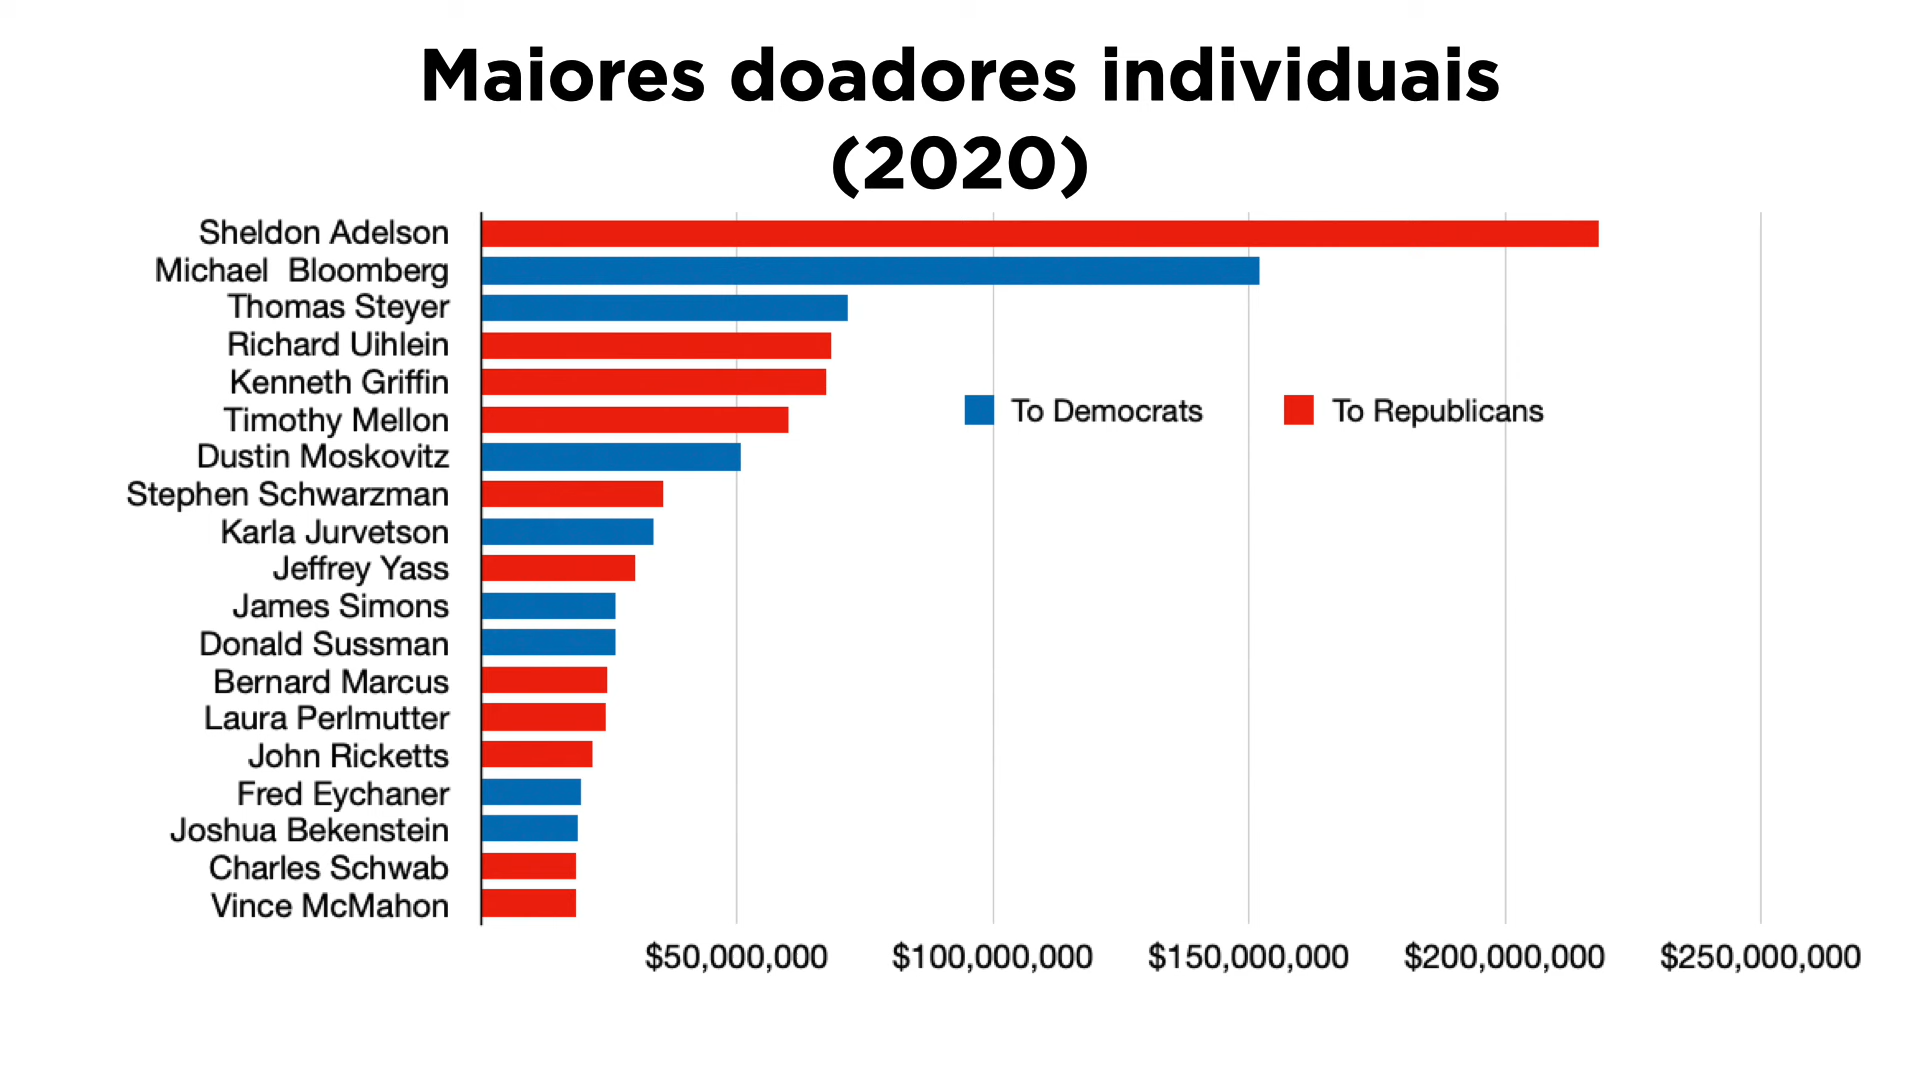 Maiores doadores individuais
(2020)
Sheldon Adelson
Michael  Bloomberg
Thomas Steyer
Richard Uihlein
Kenneth Griffin
Timothy Mellon
Dustin Moskovitz
Stephen Schwarzman
Karla Jurvetson
Jeffrey Yass
James Simons
Donald Sussman
Bernard Marcus
Laura Perlmutter
John Ricketts
Fred Eychaner
Joshua Bekenstein
Charles Schwab
Vince McMahon
To Democrats To Republicans
$50,000,000 $100,000,000 $150,000,000 $200,000,000 $250,000,000